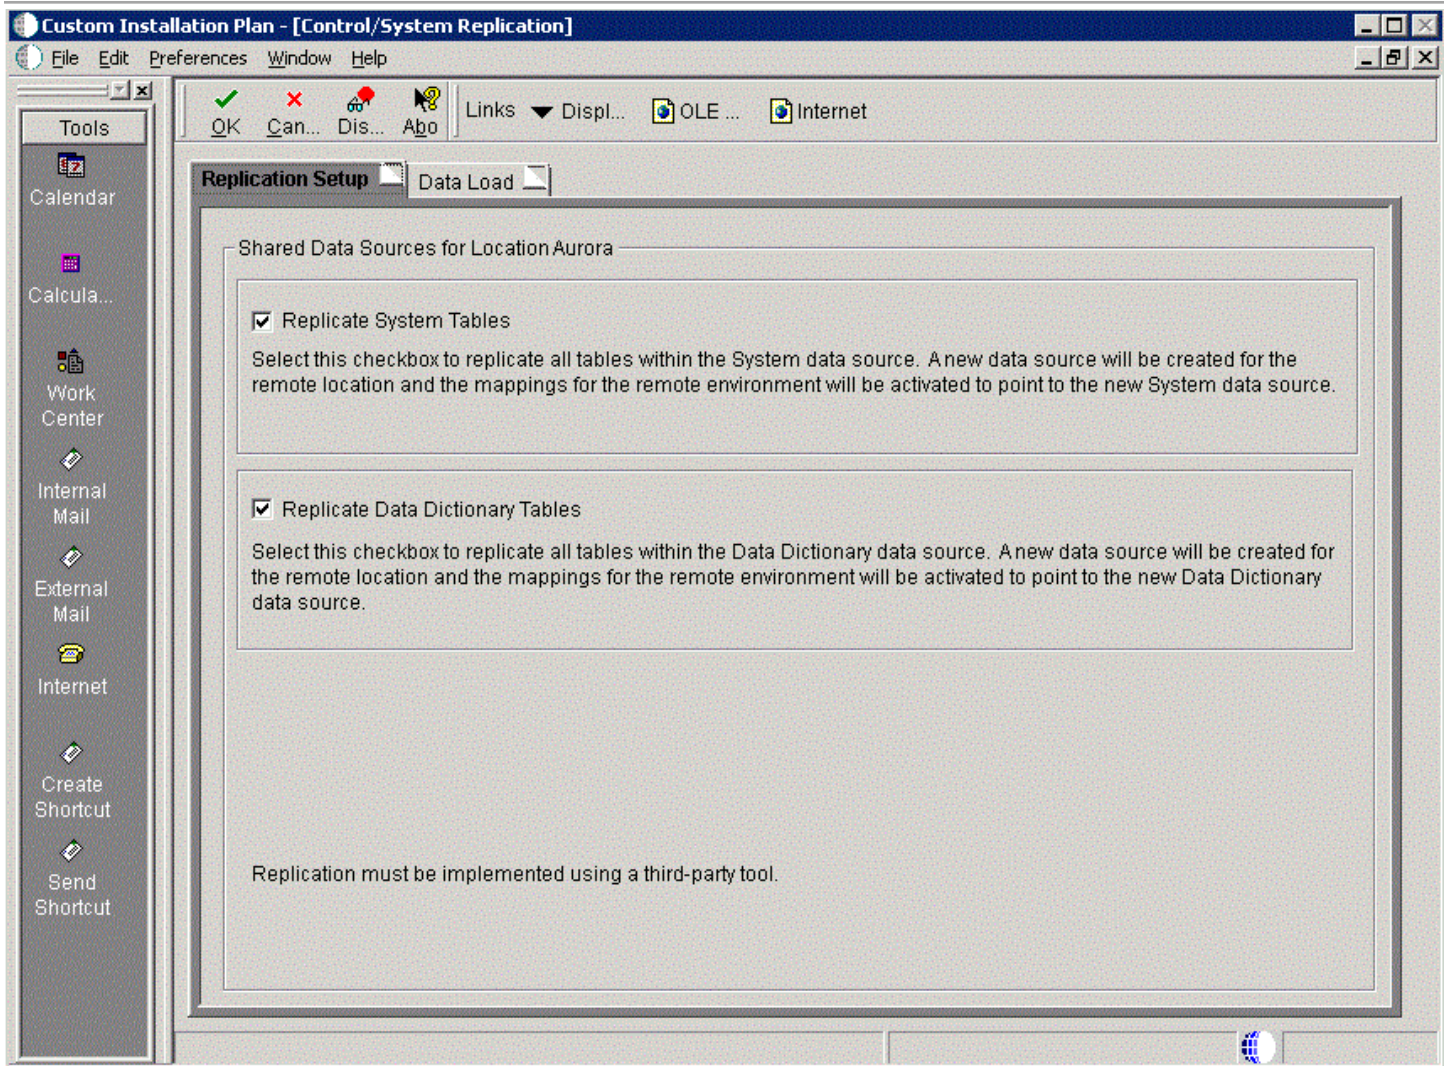 Custom Installation Plan - [Control/System Replication]
File Edit Preferences Window Help
Tools
Calendar
Calcula...
Work
Center
Internal
Mail
External
Mail
Internet
Create
Shortcut
Send
Shortcut
OK Can... Dis... Abo Links Displ... OLE ... Internet
Replication Setup Data Load
Shared Data Sources for Location Aurora
Replicate System Tables
Select this checkbox to replicate all tables within the System data source. A new data source will be created for the
remote location and the mappings for the remote environment will be activated to point to the new System data source.
Replicate Data Dictionary Tables
Select this checkbox to replicate all tables within the Data Dictionary data source. A new data source will be created for
the remote location and the mappings for the remote environment will be activated to point to the new Data Dictionary
data source.
Replication must be implemented using a third-party tool.